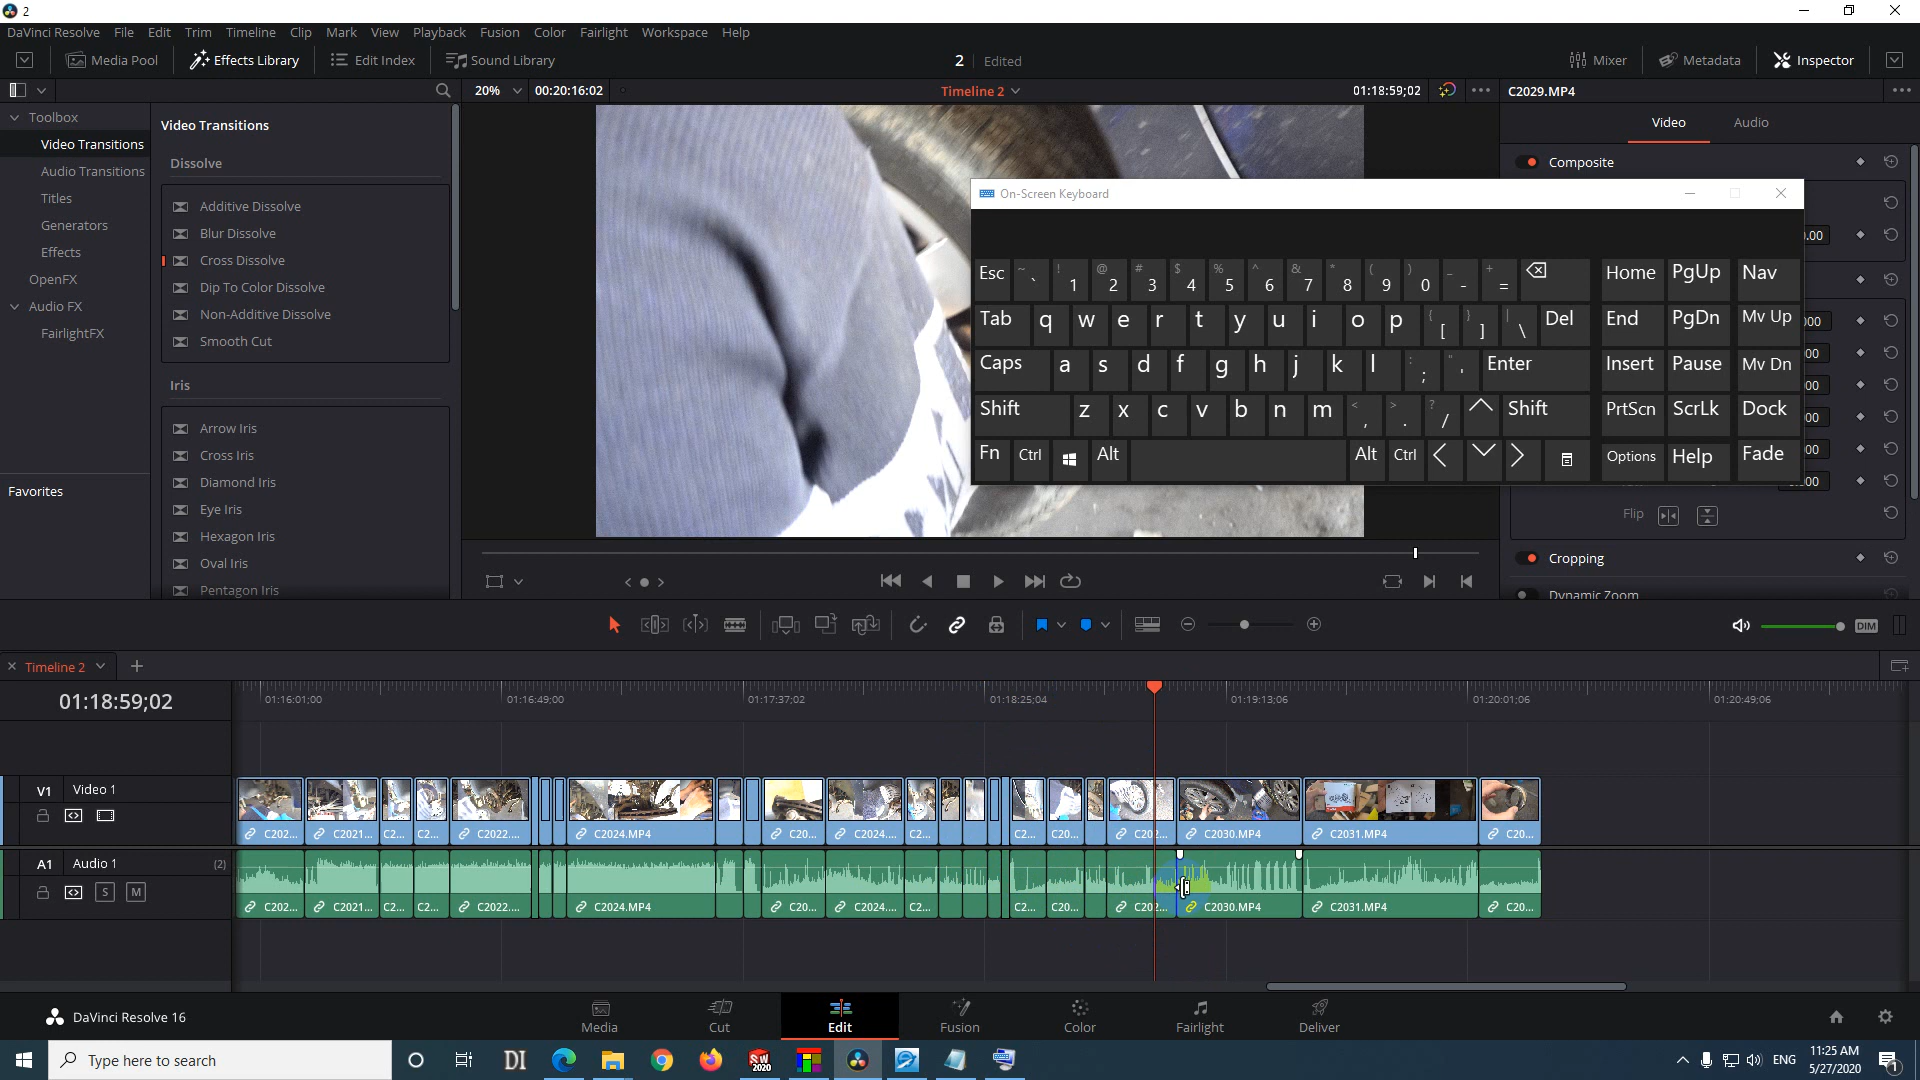 2
DaVinci Resolve File Edit Trim Timeline Clip Mark View Playback Fusion Color Fairlight Workspace Help
Media Pool Effects Library Edit Index Sound Library 2 Edited Mixer Metadata Inspector
20% 00:20:16:02 Timeline 2 01:18:59;02 C2029.MP4
Toolbox
Video Transitions
Audio Transitions
Titles
Generators
Effects
OpenFX
Audio FX
FairlightFX
Favorites
Video Transitions
Dissolve
Additive Dissolve
Blur Dissolve
Cross Dissolve
Dip To Color Dissolve
Non-Additive Dissolve
Smooth Cut
Iris
Arrow Iris
Cross Iris
Diamond Iris
Eye Iris
Hexagon Iris
Oval Iris
Pentagon Iris
Video Audio
Composite
Flip
Cropping
Dynamic Zoom
On-Screen Keyboard
Esc ~ ` ! 1 @ 2 # 3 $ 4 % 5 ^ 6 & 7 * 8 ( 9 ) 0 _ - + = Home PgUp Nav
Tab q w e r t y u i o p { [ } ] | \ Del End PgDn Mv Up
Caps a s d f g h j k l : ; " ' Enter Insert Pause Mv Dn
Shift z x c v b n m < , > . ? / Shift PrtScn ScrLk Dock
Fn Ctrl Alt Alt Ctrl Options Help Fade
DIM
Timeline 2
01:18:59;02
01:16:01;00 01:16:49;00 01:17:37;02 01:18:25;04 01:19:13;06 01:20:01;06 01:20:49;06
V1 Video 1
C202... C2021... C2... C2... C2022.... C2024.MP4 C20... C2024.... C2... C20... C202... C2030.MP4 C2031.MP4 C20...
A1 Audio 1 (2)
S M
C202... C2021... C2... C2... C2022.... C2024.MP4 C20... C2024.... C2... C20... C202... C2030.MP4 C2031.MP4 C20...
DaVinci Resolve 16
Media Cut Edit Fusion Color Fairlight Deliver
Type here to search
DI
SW 2020
ENG
11:25 AM
5/27/2020
1